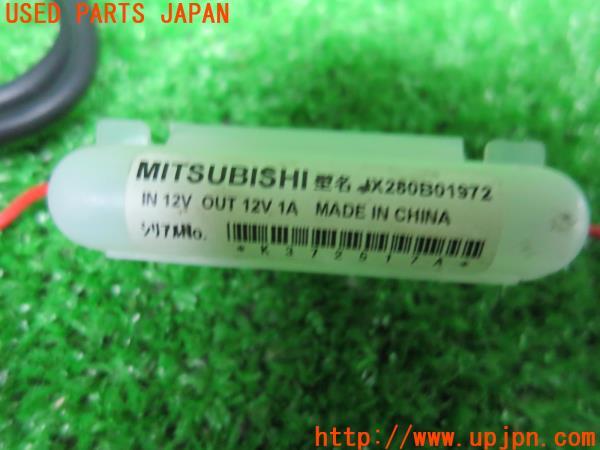 USED PARTS JAPAN
MITSUBISHI 型名 JX280B01972
IN 12V OUT 12V 1A MADE IN CHINA
シリアルNo.
*K372617A*
http://www.upjpn.com/